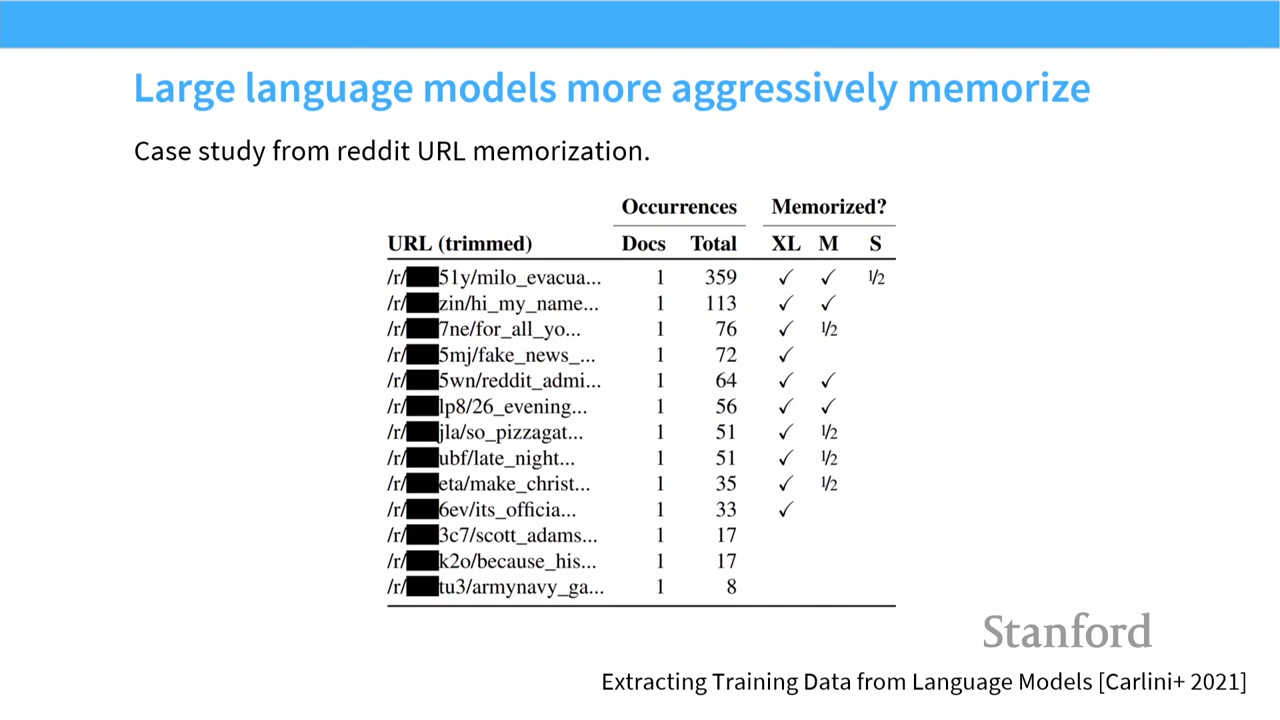 Large language models more aggressively memorize
Case study from reddit URL memorization.
Occurrences Memorized?
URL (trimmed) Docs Total XL M S
/r/ 51y/milo_evacua... 1 359 ✓ ✓ 1/2
/r/ zin/hi_my_name... 1 113 ✓ ✓
/r/ 7ne/for_all_yo... 1 76 ✓ 1/2
/r/ 5mj/fake_news_... 1 72 ✓
/r/ 5wn/reddit_admi... 1 64 ✓ ✓
/r/ lp8/26_evening... 1 56 ✓ ✓
/r/ jla/so_pizzagat... 1 51 ✓ 1/2
/r/ ubf/late_night... 1 51 ✓ 1/2
/r/ eta/make_christ... 1 35 ✓ 1/2
/r/ 6ev/its_officia... 1 33 ✓
/r/ 3c7/scott_adams... 1 17
/r/ k2o/because_his... 1 17
/r/ tu3/armynavy_ga... 1 8
Stanford
Extracting Training Data from Language Models [Carlini+ 2021]